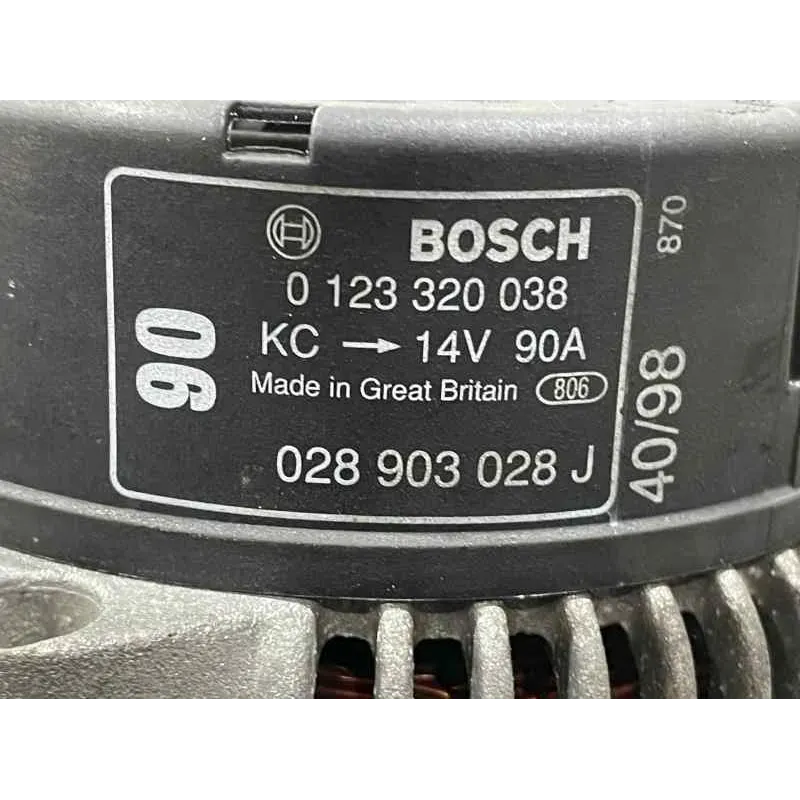 BOSCH
0 123 320 038
KC → 14V 90A
Made in Great Britain 806
028 903 028 J
90
40/98
870